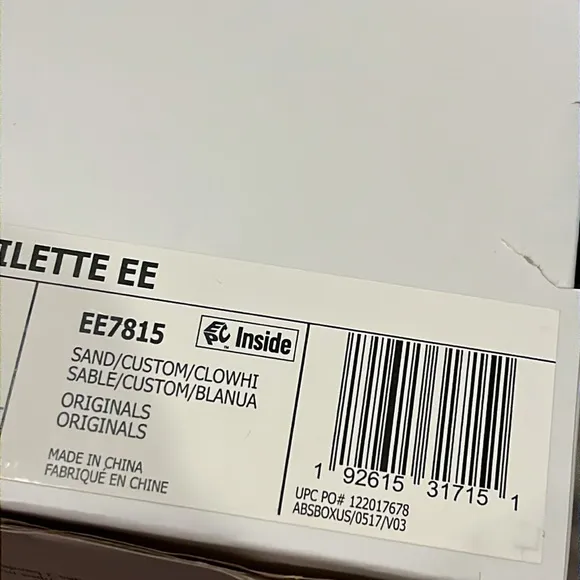 ILETTE EE
EE7815
Inside
SAND/CUSTOM/CLOWHI
SABLE/CUSTOM/BLANUA
ORIGINALS
ORIGINALS
MADE IN CHINA
FABRIQUÉ EN CHINE
1 92615 31715 1
UPC PO# 122017678
ABSBOXUS/0517/V03